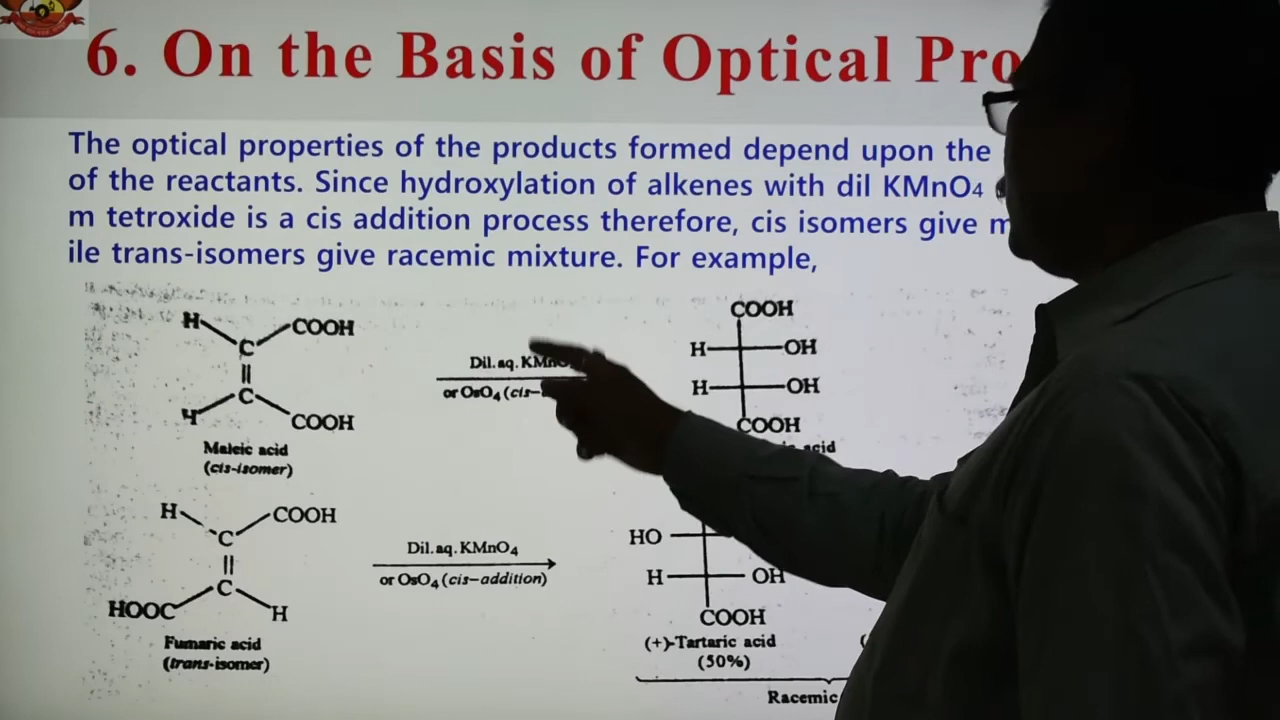 6. On the Basis of Optical Pro
The optical properties of the products formed depend upon the
of the reactants. Since hydroxylation of alkenes with dil KMnO4
m tetroxide is a cis addition process therefore, cis isomers give m
ile trans-isomers give racemic mixture. For example,
H COOH
C
C
H COOH
Maleic acid
(cis-isomer)
Dil. aq. KMnO
or OsO4 (cis-
COOH
H OH
H OH
COOH
acid
H COOH
C
C
HOOC H
Fumaric acid
(trans-isomer)
Dil. aq. KMnO4
or OsO4 (cis-addition)
HO
H OH
COOH
(+)-Tartaric acid
(50%)
(
Racemic